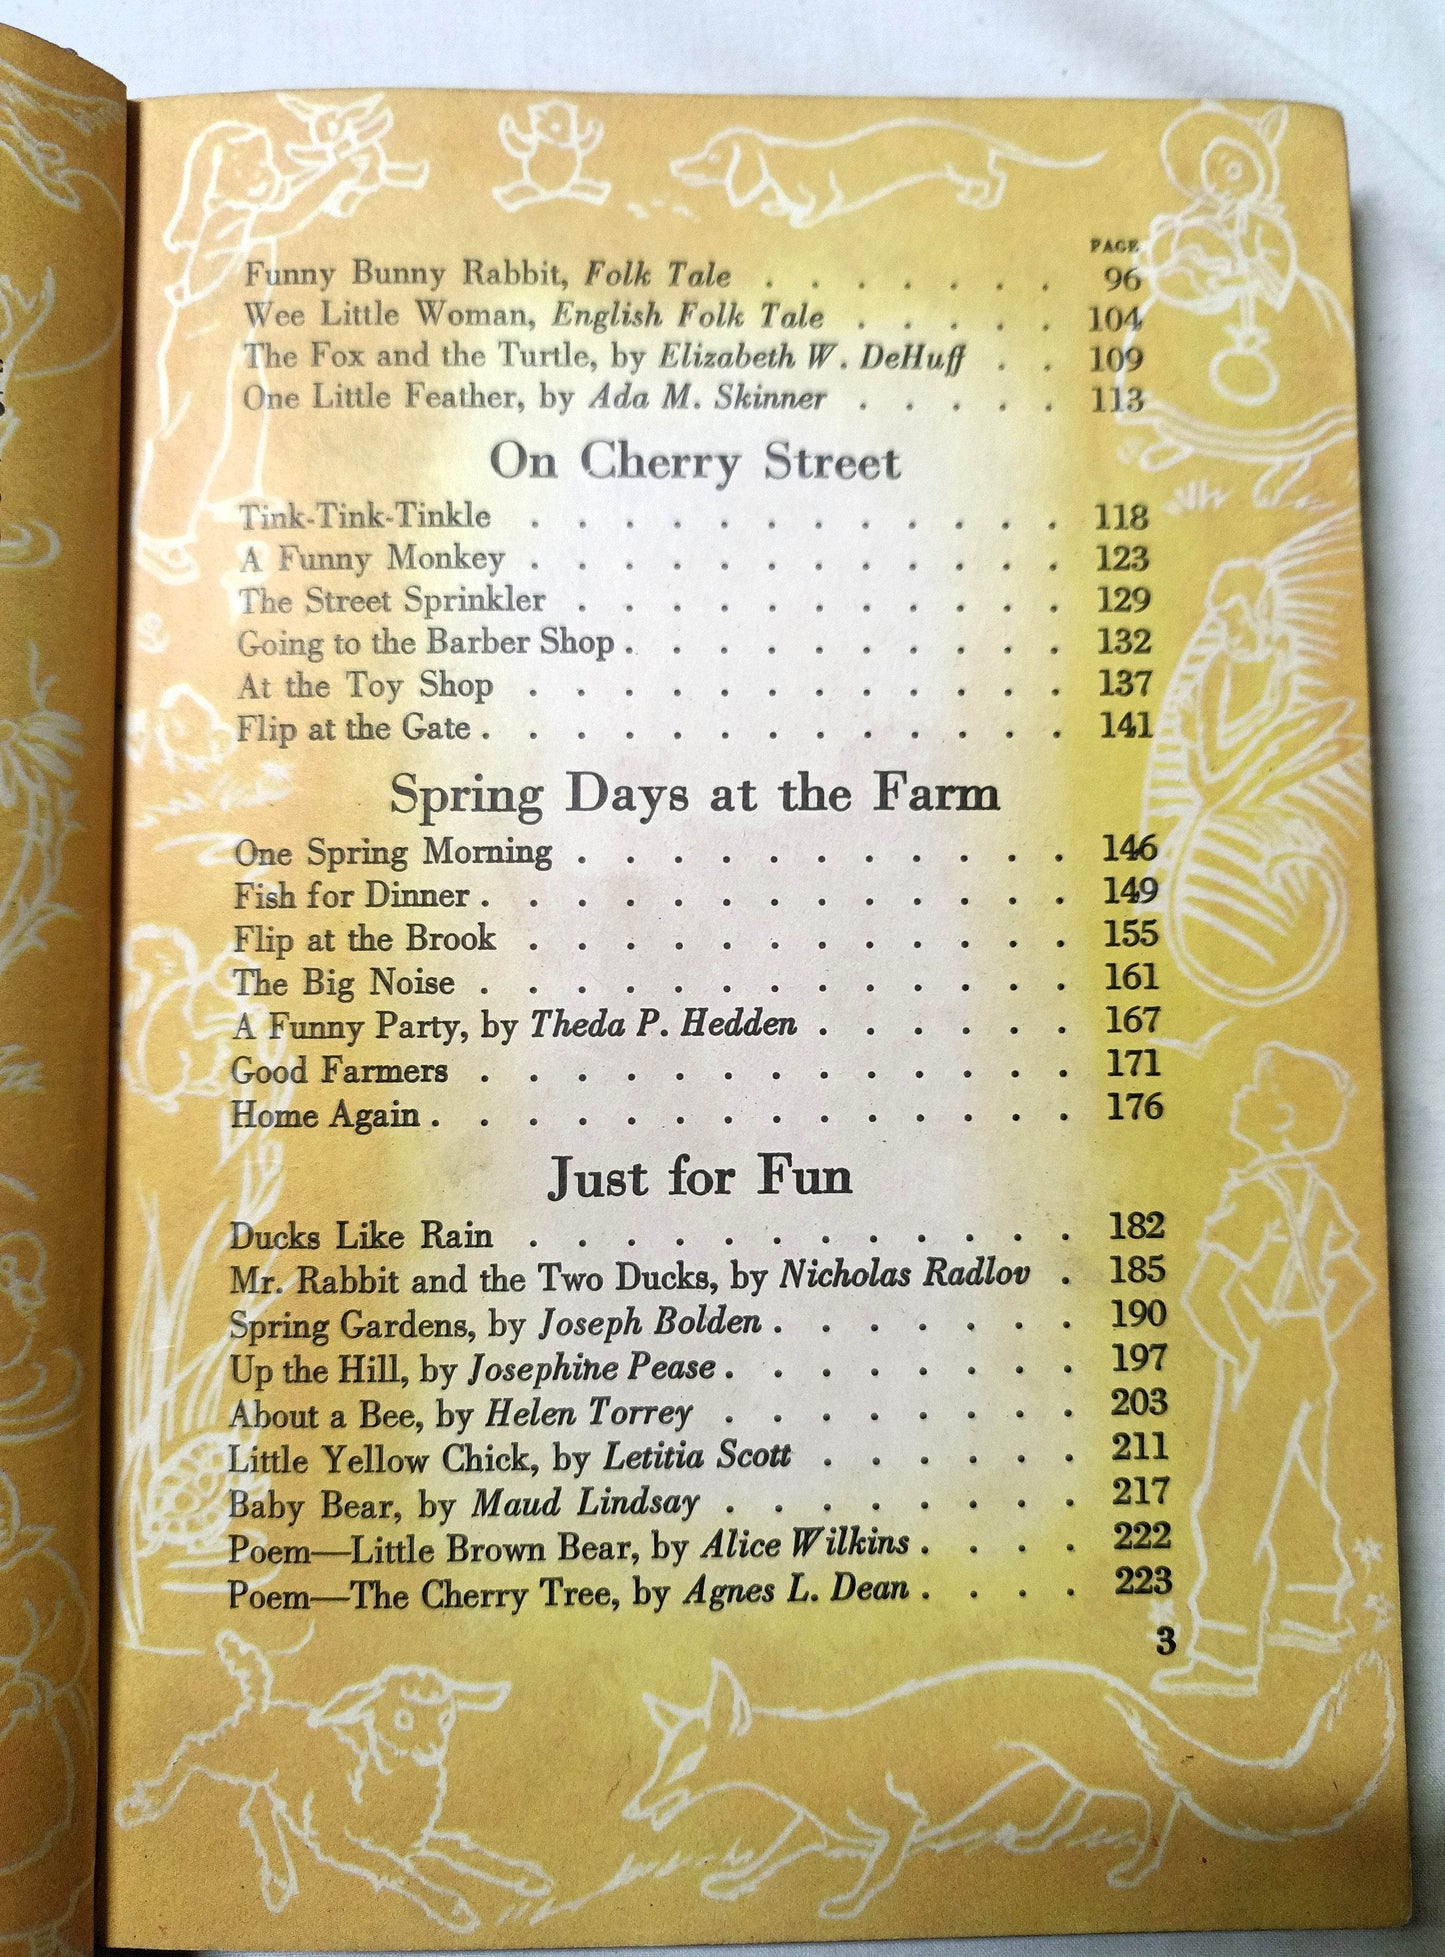 PAGE
Funny Bunny Rabbit, Folk Tale . . . . . . . 96
Wee Little Woman, English Folk Tale . . . . . 104
The Fox and the Turtle, by Elizabeth W. DeHuff . . 109
One Little Feather, by Ada M. Skinner . . . . . 113
On Cherry Street
Tink-Tink-Tinkle . . . . . . . . . . . . 118
A Funny Monkey . . . . . . . . . . . . 123
The Street Sprinkler . . . . . . . . . . . 129
Going to the Barber Shop . . . . . . . . . . 132
At the Toy Shop . . . . . . . . . . . . 137
Flip at the Gate . . . . . . . . . . . . . 141
Spring Days at the Farm
One Spring Morning . . . . . . . . . . . 146
Fish for Dinner . . . . . . . . . . . . . 149
Flip at the Brook . . . . . . . . . . . . 155
The Big Noise . . . . . . . . . . . . . 161
A Funny Party, by Theda P. Hedden . . . . . . 167
Good Farmers . . . . . . . . . . . . . 171
Home Again . . . . . . . . . . . . . . 176
Just for Fun
Ducks Like Rain . . . . . . . . . . . . 182
Mr. Rabbit and the Two Ducks, by Nicholas Radlov . 185
Spring Gardens, by Joseph Bolden . . . . . . . 190
Up the Hill, by Josephine Pease . . . . . . . . 197
About a Bee, by Helen Torrey . . . . . . . . 203
Little Yellow Chick, by Letitia Scott . . . . . . 211
Baby Bear, by Maud Lindsay . . . . . . . . 217
Poem—Little Brown Bear, by Alice Wilkins . . . . 222
Poem—The Cherry Tree, by Agnes L. Dean . . . . 223
3